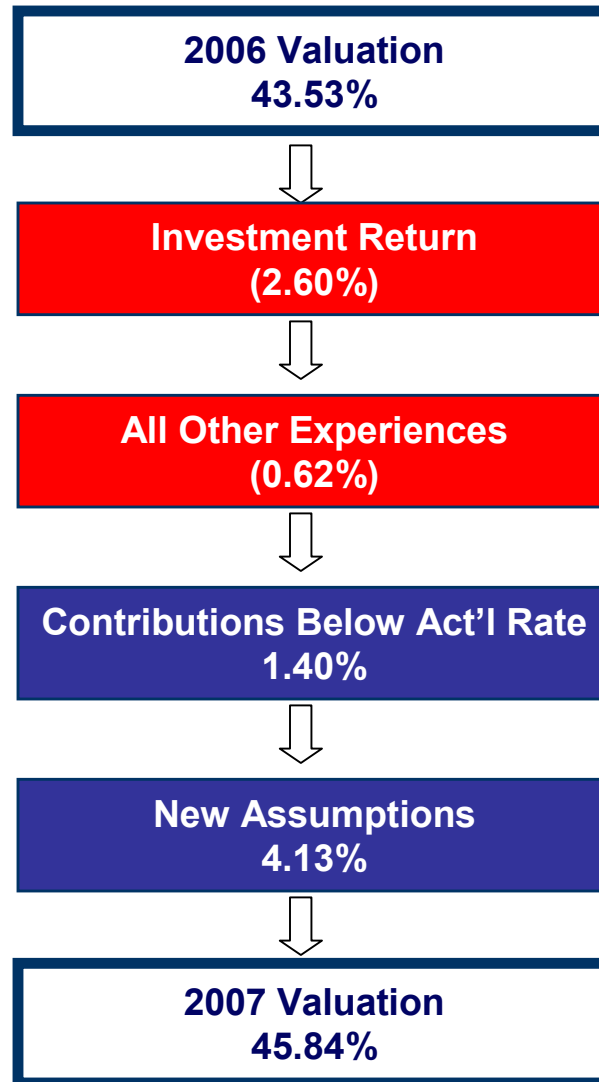 2006 Valuation
43.53%
Investment Return
(2.60%)
All Other Experiences
(0.62%)
Contributions Below Act'l Rate
1.40%
New Assumptions
4.13%
2007 Valuation
45.84%